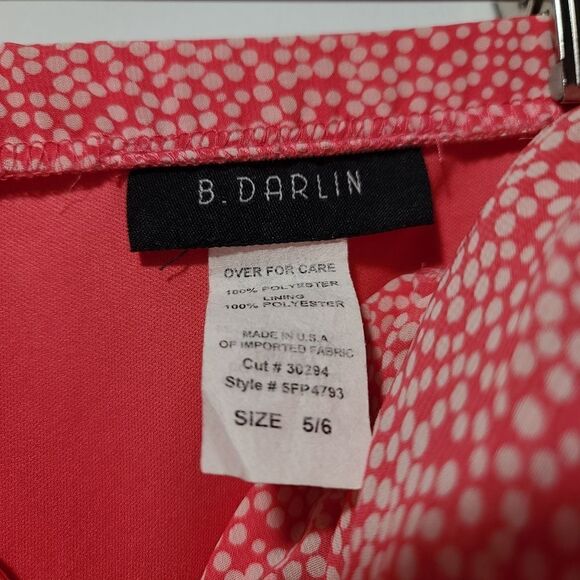 B. DARLIN
OVER FOR CARE
100% POLYESTER
LINING
100% POLYESTER
MADE IN U.S.A
OF IMPORTED FABRIC
Cut # 30294
Style # 5FP4793
SIZE 5/6